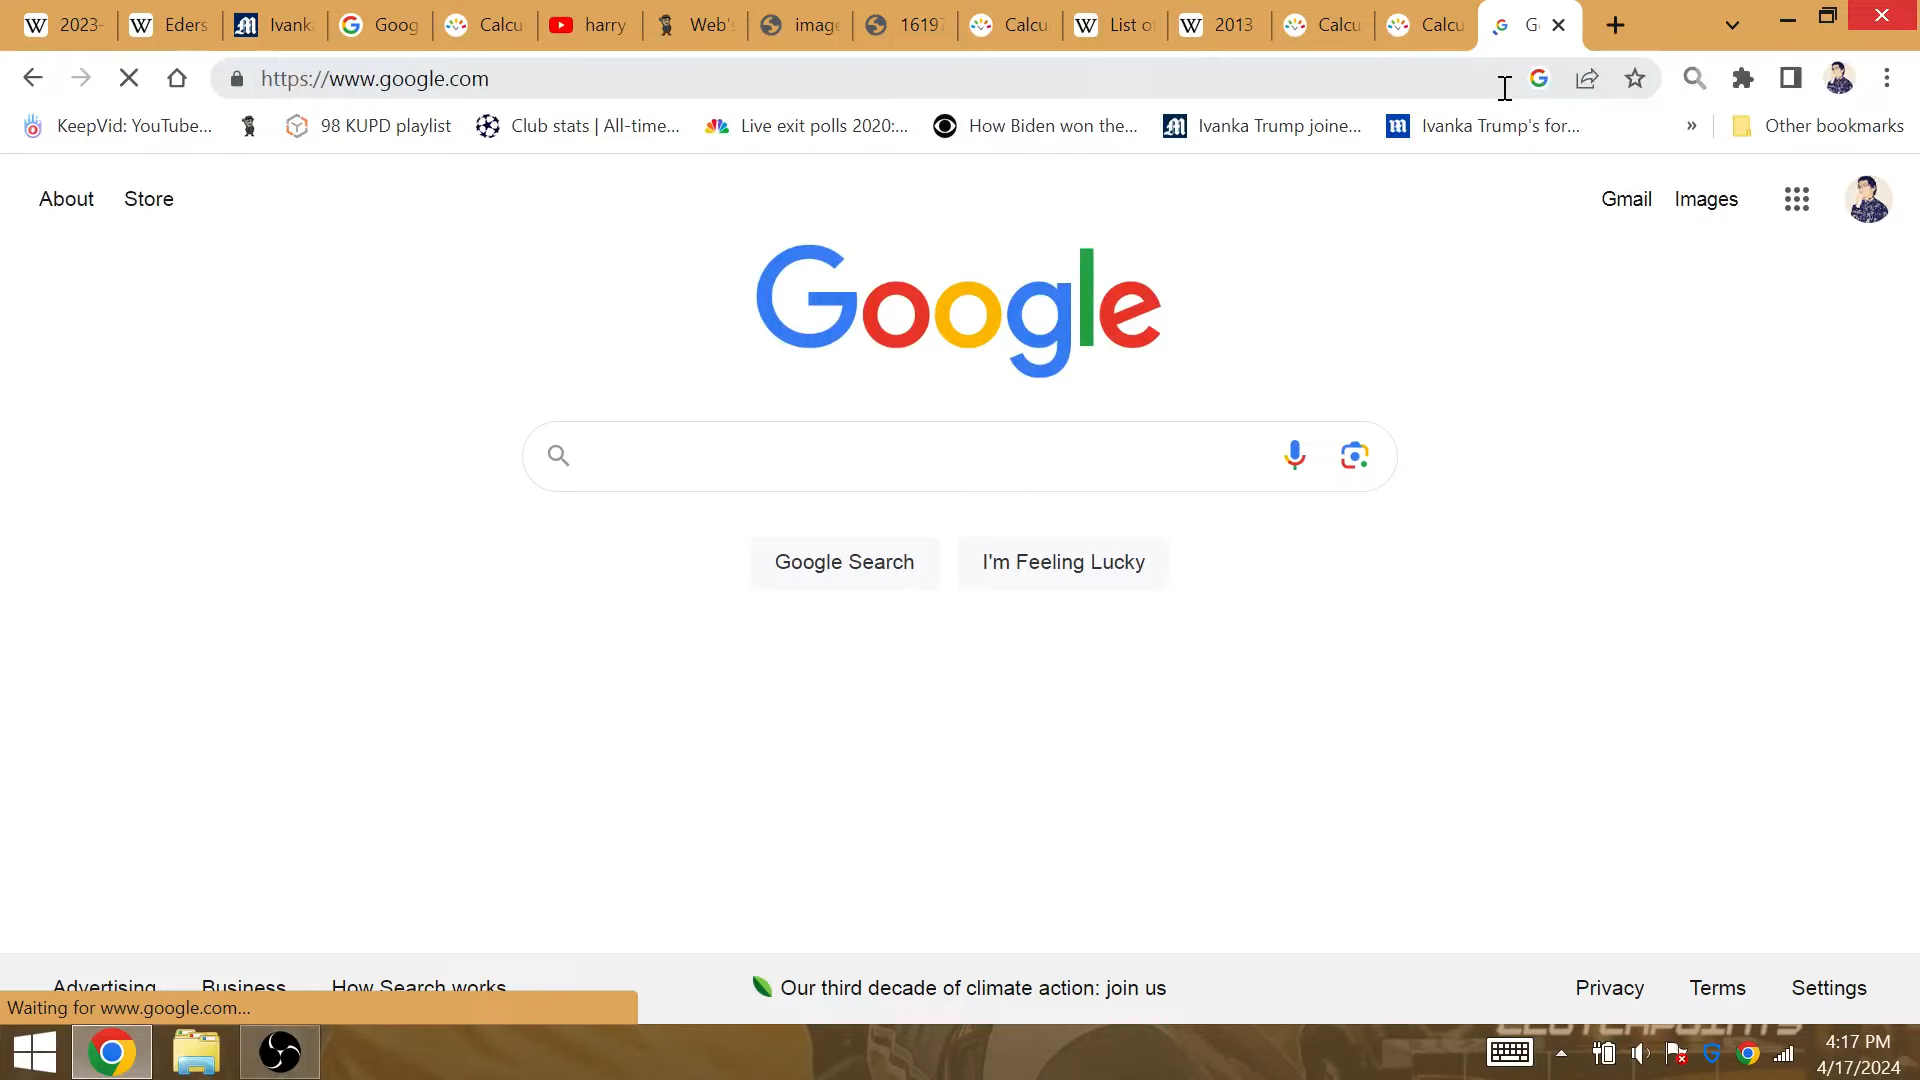 2023-
Eders
Ivank
Goog
Calcu
harry
Web's
image
16197
Calcu
List o
2013
Calcu
Calcu
G
https://www.google.com
KeepVid: YouTube...
98 KUPD playlist
Club stats | All-time...
Live exit polls 2020:...
How Biden won the...
Ivanka Trump joine...
Ivanka Trump's for...
»
Other bookmarks
About
Store
Gmail
Images
Google
Google Search
I'm Feeling Lucky
Advertising
Business
How Search works
Our third decade of climate action: join us
Privacy
Terms
Settings
Waiting for www.google.com...
CLUTCHPOINTS
4:17 PM
4/17/2024